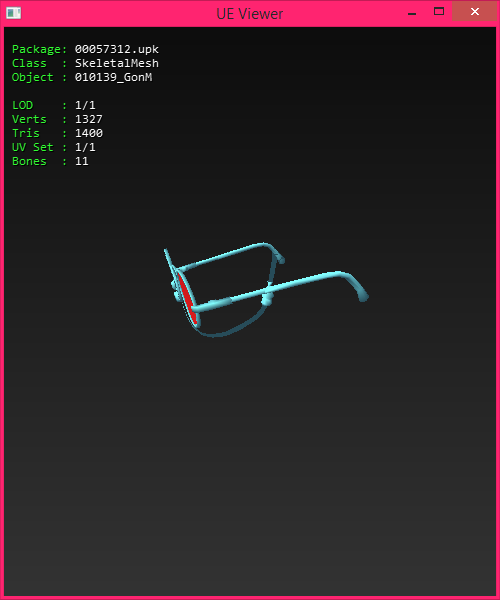 UE Viewer
Package: 00057312.upk
Class : SkeletalMesh
Object : 010139_GonM
LOD : 1/1
Verts : 1327
Tris : 1400
UV Set : 1/1
Bones : 11